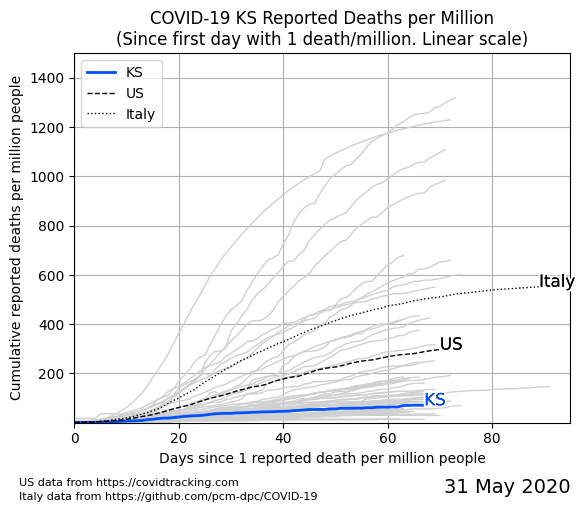 COVID-19 KS Reported Deaths per Million
(Since first day with 1 death/million. Linear scale)
Cumulative reported deaths per million people
1400
1200
1000
800
600
400
200
KS
US
Italy
Italy
US
KS
0
20
40
60
80
Days since 1 reported death per million people
US data from https://covidtracking.com
Italy data from https://github.com/pcm-dpc/COVID-19
31 May 2020